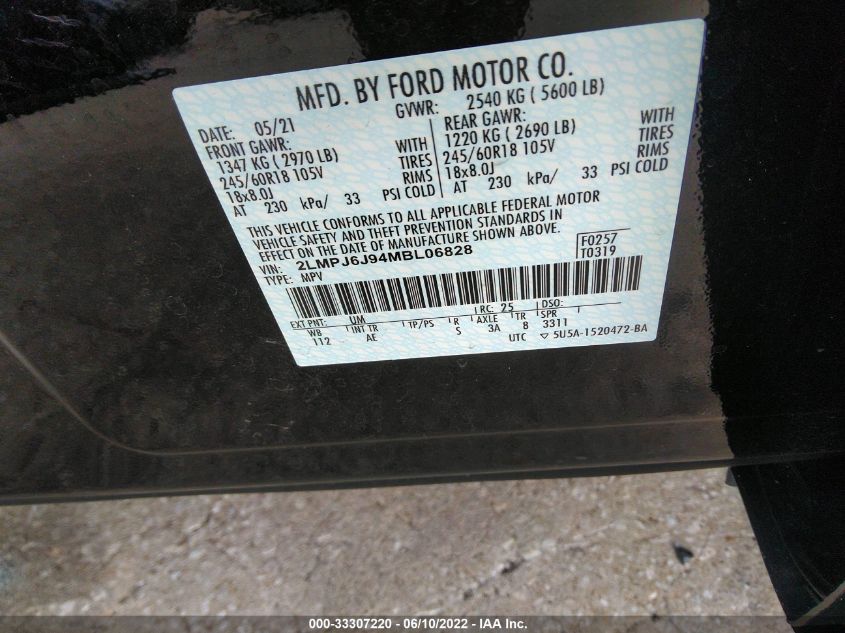 MFD. BY FORD MOTOR CO.
DATE: 05/21 GVWR: 2540 KG ( 5600 LB)
FRONT GAWR: REAR GAWR:
1347 KG ( 2970 LB) WITH 1220 KG ( 2690 LB) WITH
245/60R18 105V TIRES 245/60R18 105V TIRES
18x8.0J RIMS 18x8.0J RIMS
AT 230 kPa/ 33 PSI COLD AT 230 kPa/ 33 PSI COLD
THIS VEHICLE CONFORMS TO ALL APPLICABLE FEDERAL MOTOR
VEHICLE SAFETY AND THEFT PREVENTION STANDARDS IN
EFFECT ON THE DATE OF MANUFACTURE SHOWN ABOVE.
VIN: 2LMPJ6J94MBL06828 F0257
TYPE: MPV T0319
EXT PNT: UM RC: 25 DSO:
WB INT TR TP/PS R AXLE TR SPR
112 AE S 3A 8 3311
UTC 5U5A-1520472-BA
000-33307220 - 06/10/2022 - IAA Inc.